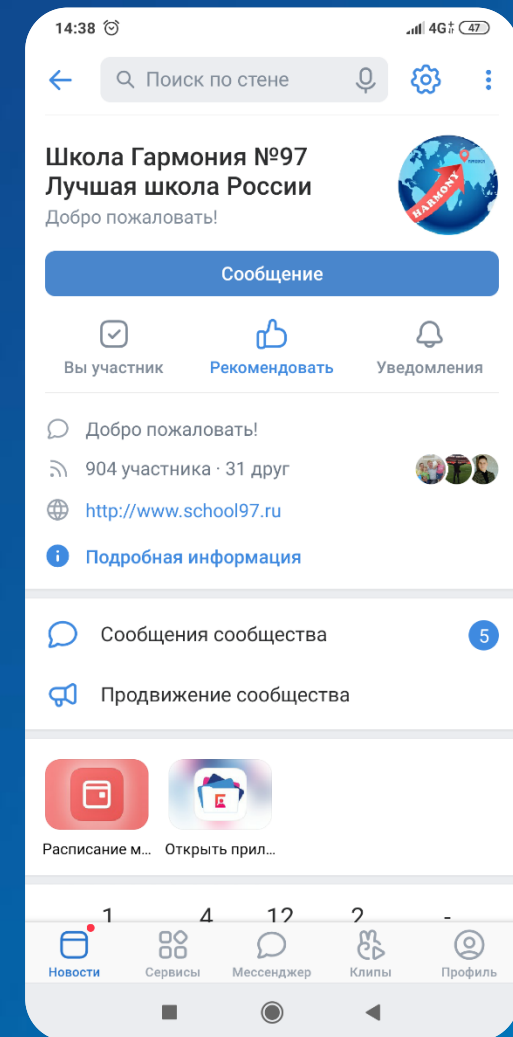 14:38
4G
47
Поиск по стене
Школа Гармония №97
Лучшая школа России
Добро пожаловать!
HARMONY
Сообщение
Вы участник
Рекомендовать
Уведомления
Добро пожаловать!
904 участника · 31 друг
http://www.school97.ru
Подробная информация
Сообщения сообщества
5
Продвижение сообщества
Расписание м...
Открыть прил...
1 4 12 2 -
Новости
Сервисы
Мессенджер
Клипы
Профиль